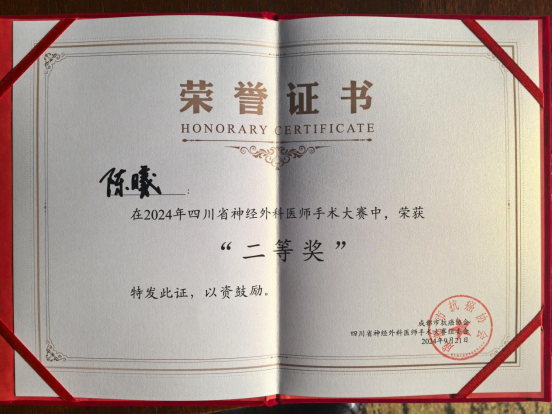 荣誉证书
HONORARY CERTIFICATE
陈曦：
在2024年四川省神经外科医师手术大赛中，荣获
“二等奖”
特发此证，以资鼓励。
成都市抗癌协会
四川省神经外科医师手术大赛组委会
2024年9月21日